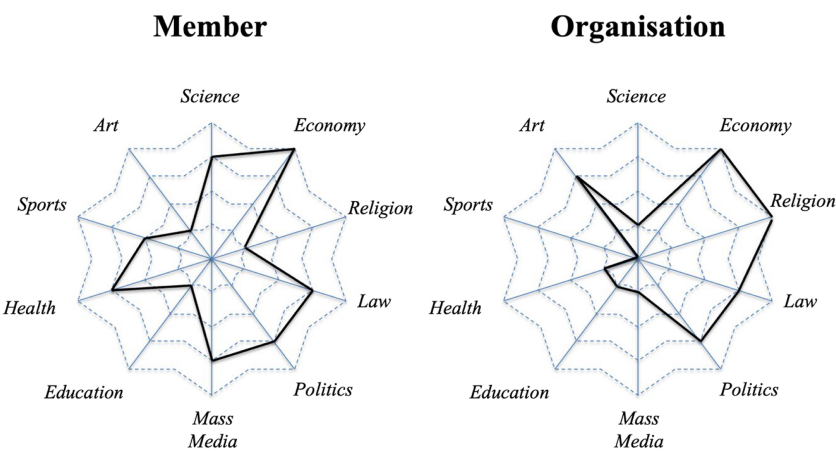 Member
Science
Art
Economy
Sports
Religion
Health
Law
Education
Politics
Mass
Media
Organisation
Science
Art
Economy
Sports
Religion
Health
Law
Education
Politics
Mass
Media